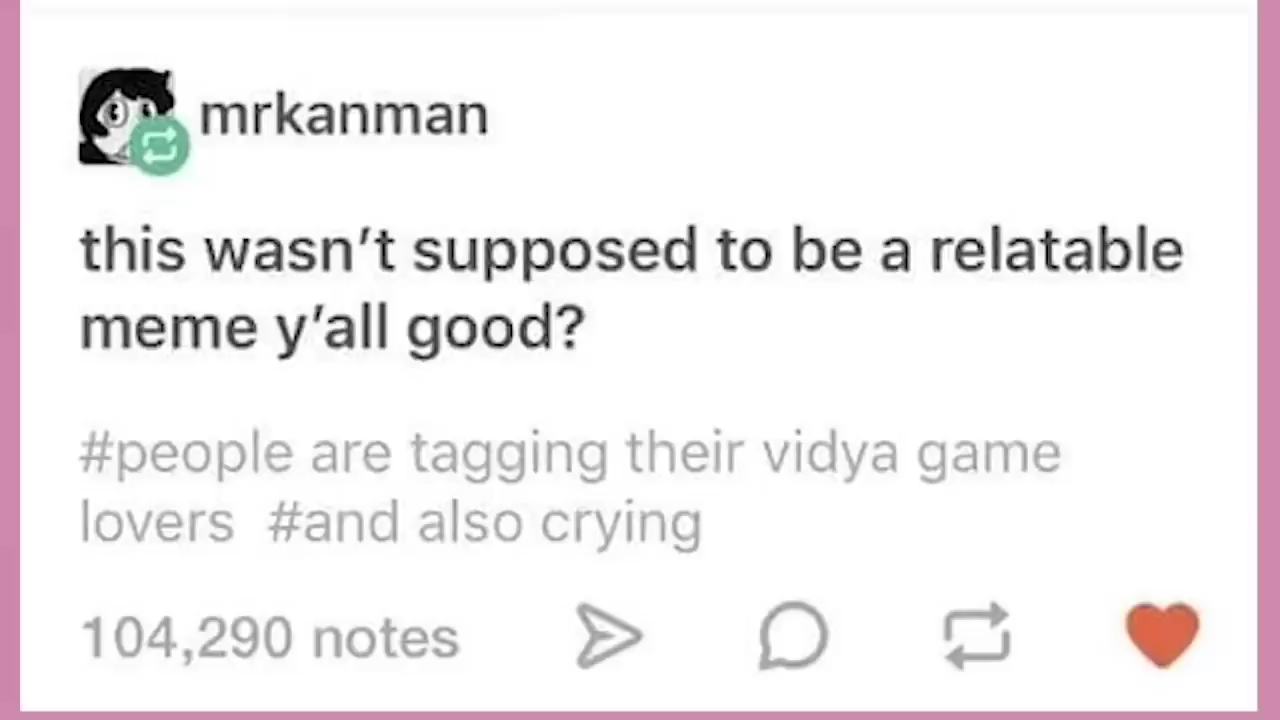 mrkanman
this wasn’t supposed to be a relatable
meme y’all good?
#people are tagging their vidya game
lovers #and also crying
104,290 notes